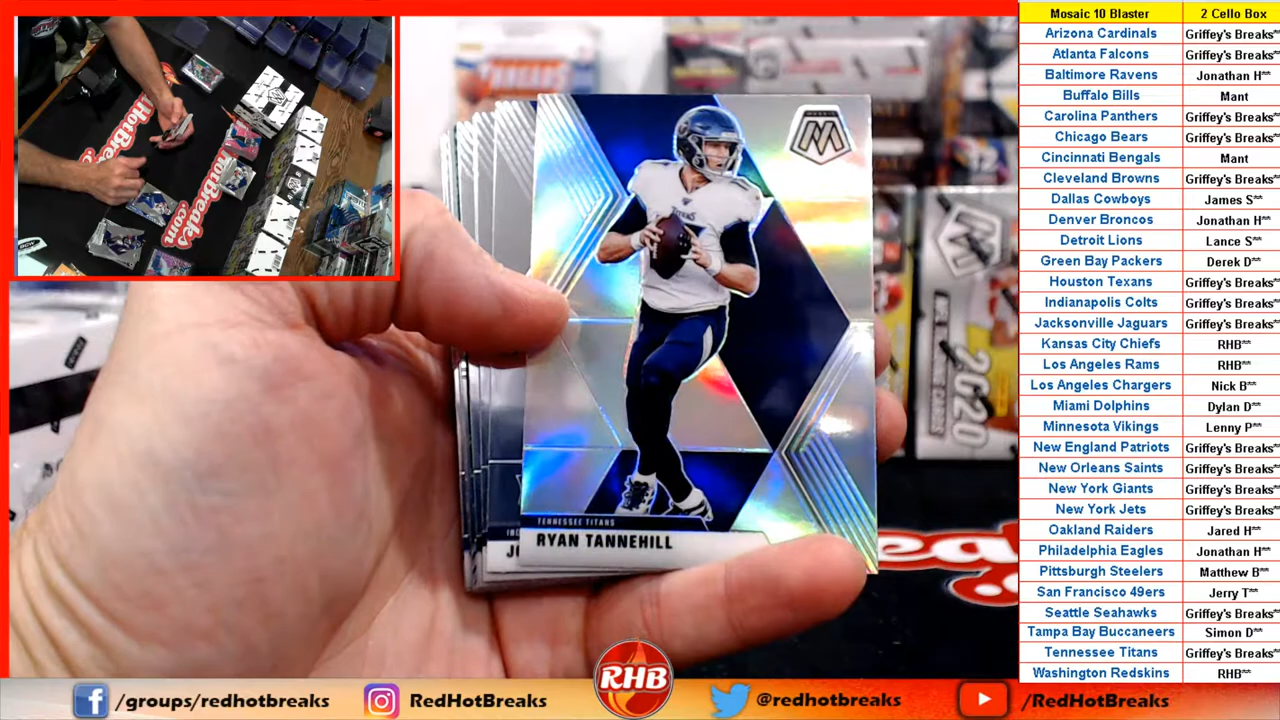 Mosaic 10 Blaster 2 Cello Box
Arizona Cardinals Griffey's Breaks**
Atlanta Falcons Griffey's Breaks**
Baltimore Ravens Jonathan H**
Buffalo Bills Mant
Carolina Panthers Griffey's Breaks**
Chicago Bears Griffey's Breaks**
Cincinnati Bengals Mant
Cleveland Browns Griffey's Breaks**
Dallas Cowboys James S**
Denver Broncos Jonathan H**
Detroit Lions Lance S**
Green Bay Packers Derek D**
Houston Texans Griffey's Breaks**
Indianapolis Colts Griffey's Breaks**
Jacksonville Jaguars Griffey's Breaks**
Kansas City Chiefs RHB**
Los Angeles Rams RHB**
Los Angeles Chargers Nick B**
Miami Dolphins Dylan D**
Minnesota Vikings Lenny P**
New England Patriots Griffey's Breaks**
New Orleans Saints Griffey's Breaks**
New York Giants Griffey's Breaks**
New York Jets Griffey's Breaks**
Oakland Raiders Jared H**
Philadelphia Eagles Jonathan H**
Pittsburgh Steelers Matthew B**
San Francisco 49ers Jerry T**
Seattle Seahawks Griffey's Breaks**
Tampa Bay Buccaneers Simon D**
Tennessee Titans Griffey's Breaks**
Washington Redskins RHB**
HotBreaks
HotBreaks
.com
THREADS
MOSAIC
M
TITANS
2020
TENNESSEE TITANS
RYAN TANNEHILL
RHB
/groups/redhotbreaks
RedHotBreaks
@redhotbreaks
/RedHotBreaks